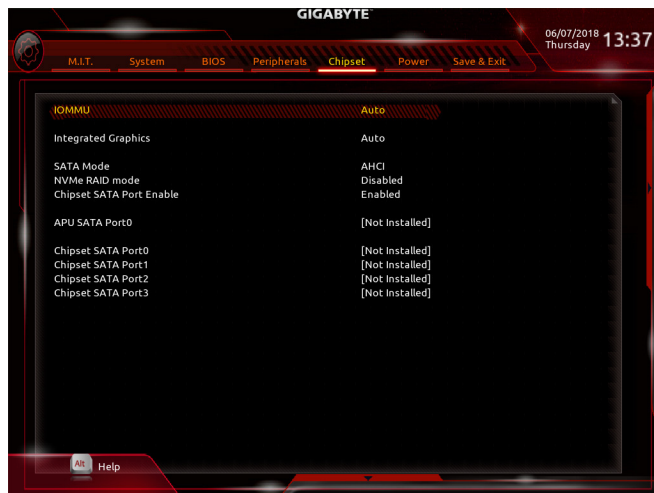 GIGABYTE™
06/07/2018
Thursday
13:37
M.I.T. System BIOS Peripherals Chipset Power Save & Exit
IOMMU Auto
Integrated Graphics Auto
SATA Mode AHCI
NVMe RAID mode Disabled
Chipset SATA Port Enable Enabled
APU SATA Port0 [Not Installed]
Chipset SATA Port0 [Not Installed]
Chipset SATA Port1 [Not Installed]
Chipset SATA Port2 [Not Installed]
Chipset SATA Port3 [Not Installed]
Alt Help